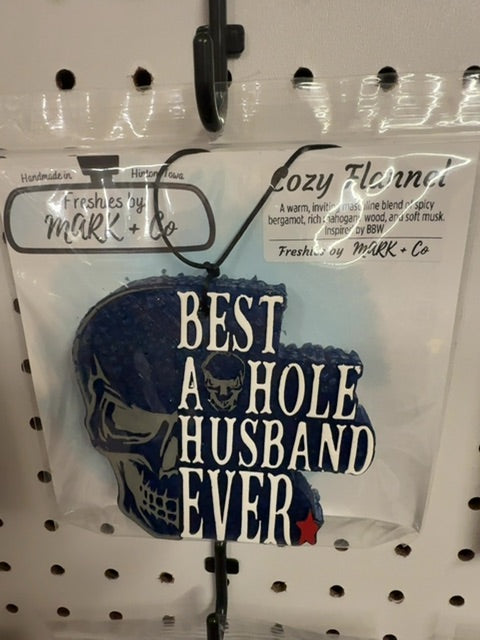 Handmade in Hinton, Iowa
Freshies by
MARK + Co
Cozy Flannel
A warm, inviting, masculine blend of spicy
bergamot, rich mahogany wood, and soft musk.
Inspired by BBW
Freshies by MARK + Co
BEST
A HOLE
HUSBAND
EVER